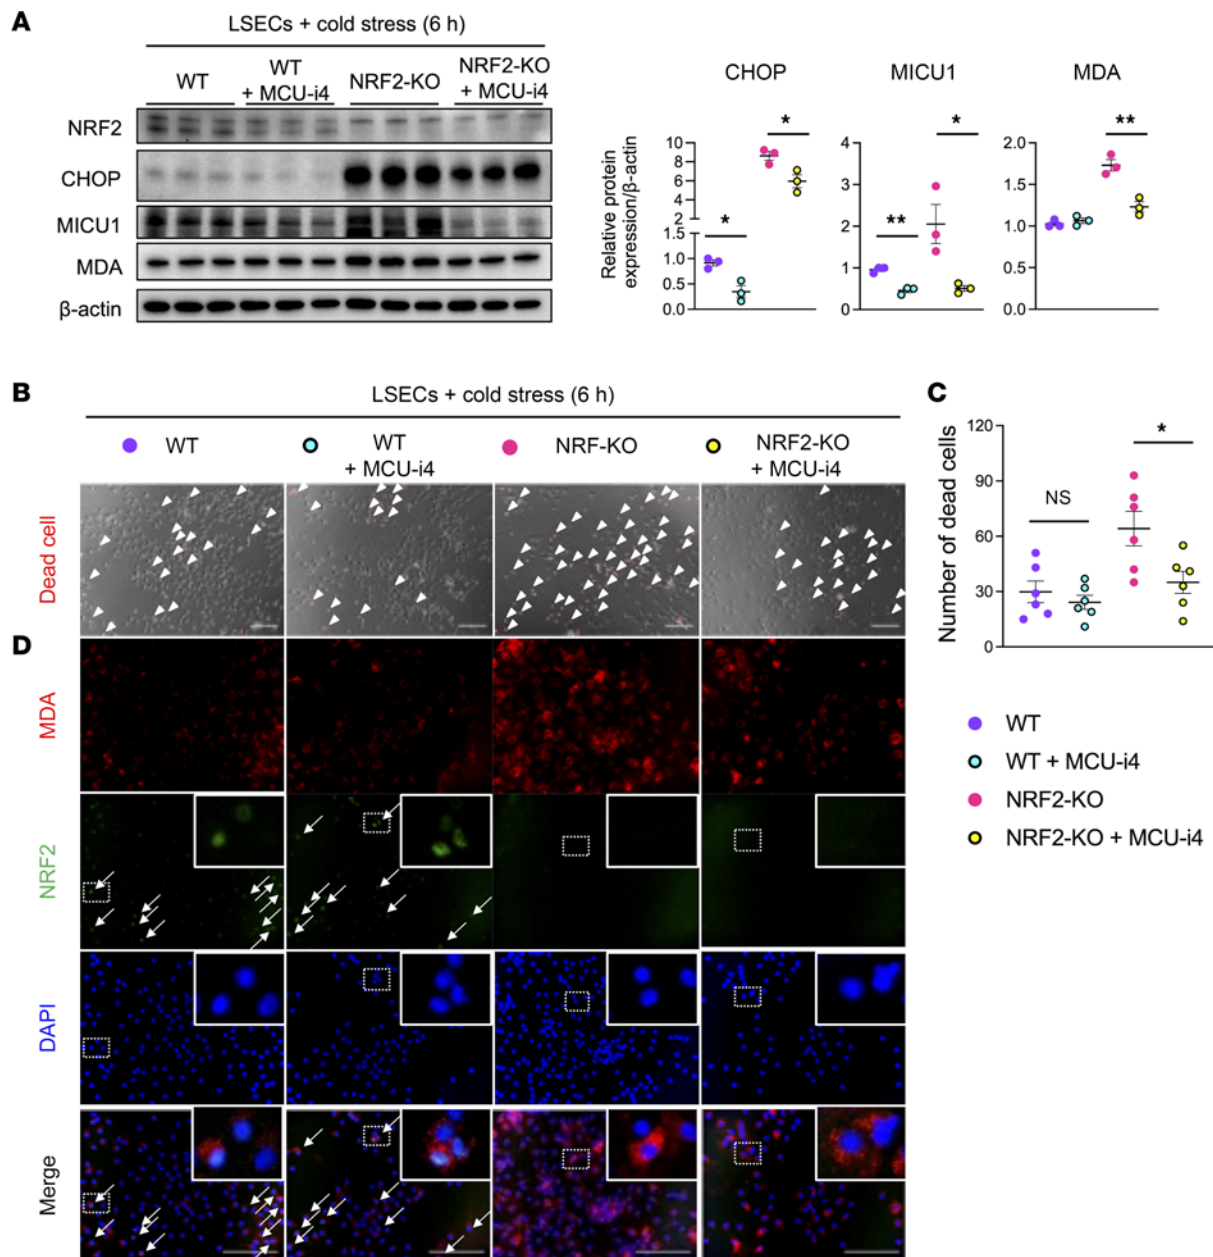 A
LSECs + cold stress (6 h)
WT
WT
+ MCU-i4
NRF2-KO
NRF2-KO
+ MCU-i4
NRF2
CHOP
MICU1
MDA
β-actin
Relative protein
expression/β-actin
CHOP
10
8
6
4
2
1.5
1.0
0.5
0.0
*
*
MICU1
4
3
2
1
0
**
*
MDA
2.0
1.5
1.0
0.5
0.0
**
B
LSECs + cold stress (6 h)
WT
WT
+ MCU-i4
NRF-KO
NRF2-KO
+ MCU-i4
Dead cell
C
Number of dead cells
120
90
60
30
0
NS
*
WT
WT + MCU-i4
NRF2-KO
NRF2-KO + MCU-i4
D
MDA
NRF2
DAPI
Merge